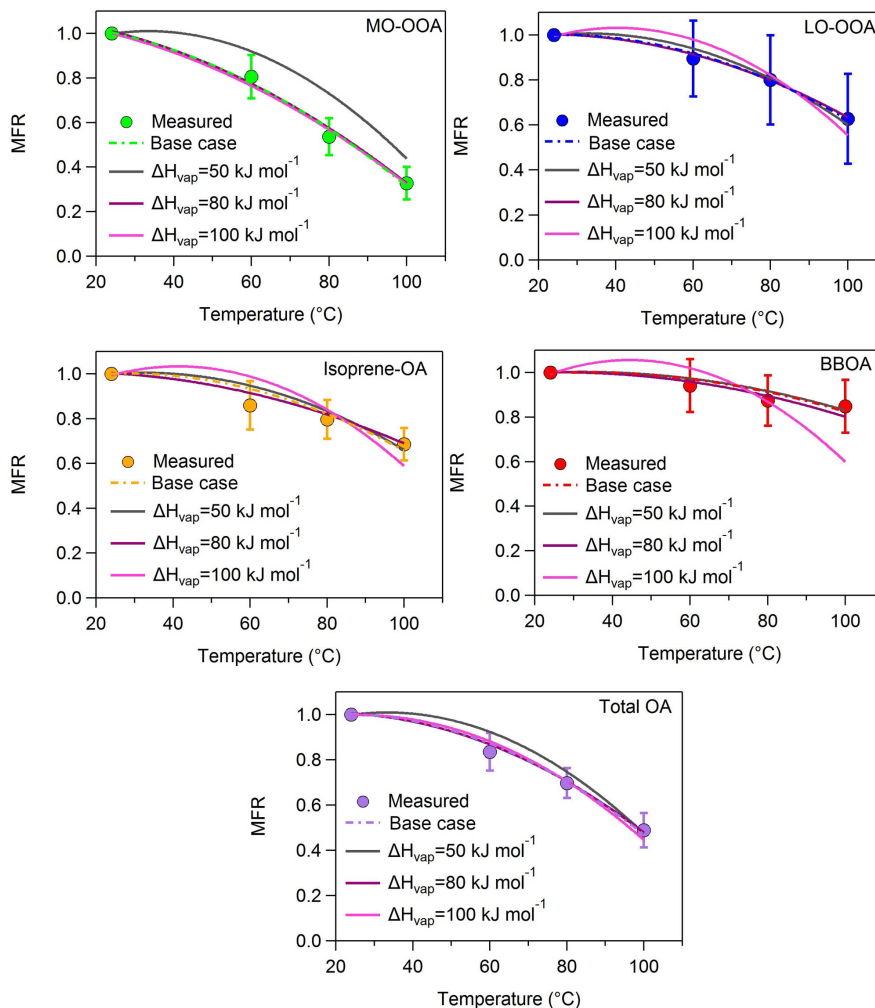 MO-OOA
1.0
0.8
0.6
0.4
0.2
0.0
MFR
Measured
Base case
ΔHvap=50 kJ mol-1
ΔHvap=80 kJ mol-1
ΔHvap=100 kJ mol-1
20 40 60 80 100
Temperature (°C)
LO-OOA
1.0
0.8
0.6
0.4
0.2
0.0
MFR
Measured
Base case
ΔHvap=50 kJ mol-1
ΔHvap=80 kJ mol-1
ΔHvap=100 kJ mol-1
20 40 60 80 100
Temperature (°C)
Isoprene-OA
1.0
0.8
0.6
0.4
0.2
0.0
MFR
Measured
Base case
ΔHvap=50 kJ mol-1
ΔHvap=80 kJ mol-1
ΔHvap=100 kJ mol-1
20 40 60 80 100
Temperature (°C)
BBOA
1.0
0.8
0.6
0.4
0.2
0.0
MFR
Measured
Base case
ΔHvap=50 kJ mol-1
ΔHvap=80 kJ mol-1
ΔHvap=100 kJ mol-1
20 40 60 80 100
Temperature (°C)
Total OA
1.0
0.8
0.6
0.4
0.2
0.0
MFR
Measured
Base case
ΔHvap=50 kJ mol-1
ΔHvap=80 kJ mol-1
ΔHvap=100 kJ mol-1
20 40 60 80 100
Temperature (°C)